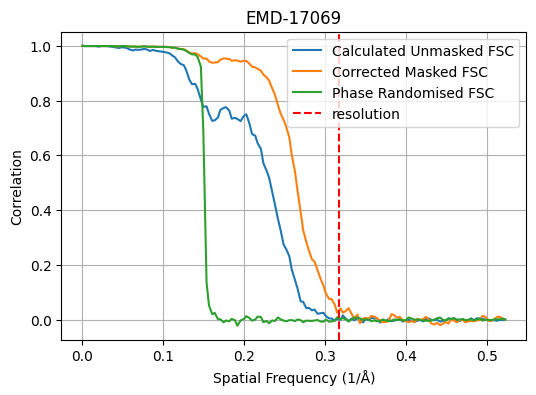 EMD-17069
Correlation
1.0
0.8
0.6
0.4
0.2
0.0
Calculated Unmasked FSC
Corrected Masked FSC
Phase Randomised FSC
resolution
0.0 0.1 0.2 0.3 0.4 0.5
Spatial Frequency (1/Å)